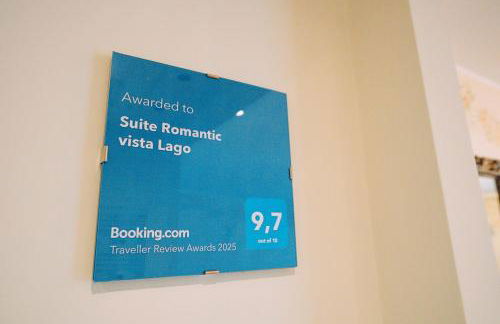 Awarded to
Suite Romantic
vista Lago
9,7
out of 10
Booking.com
Traveller Review Awards 2025